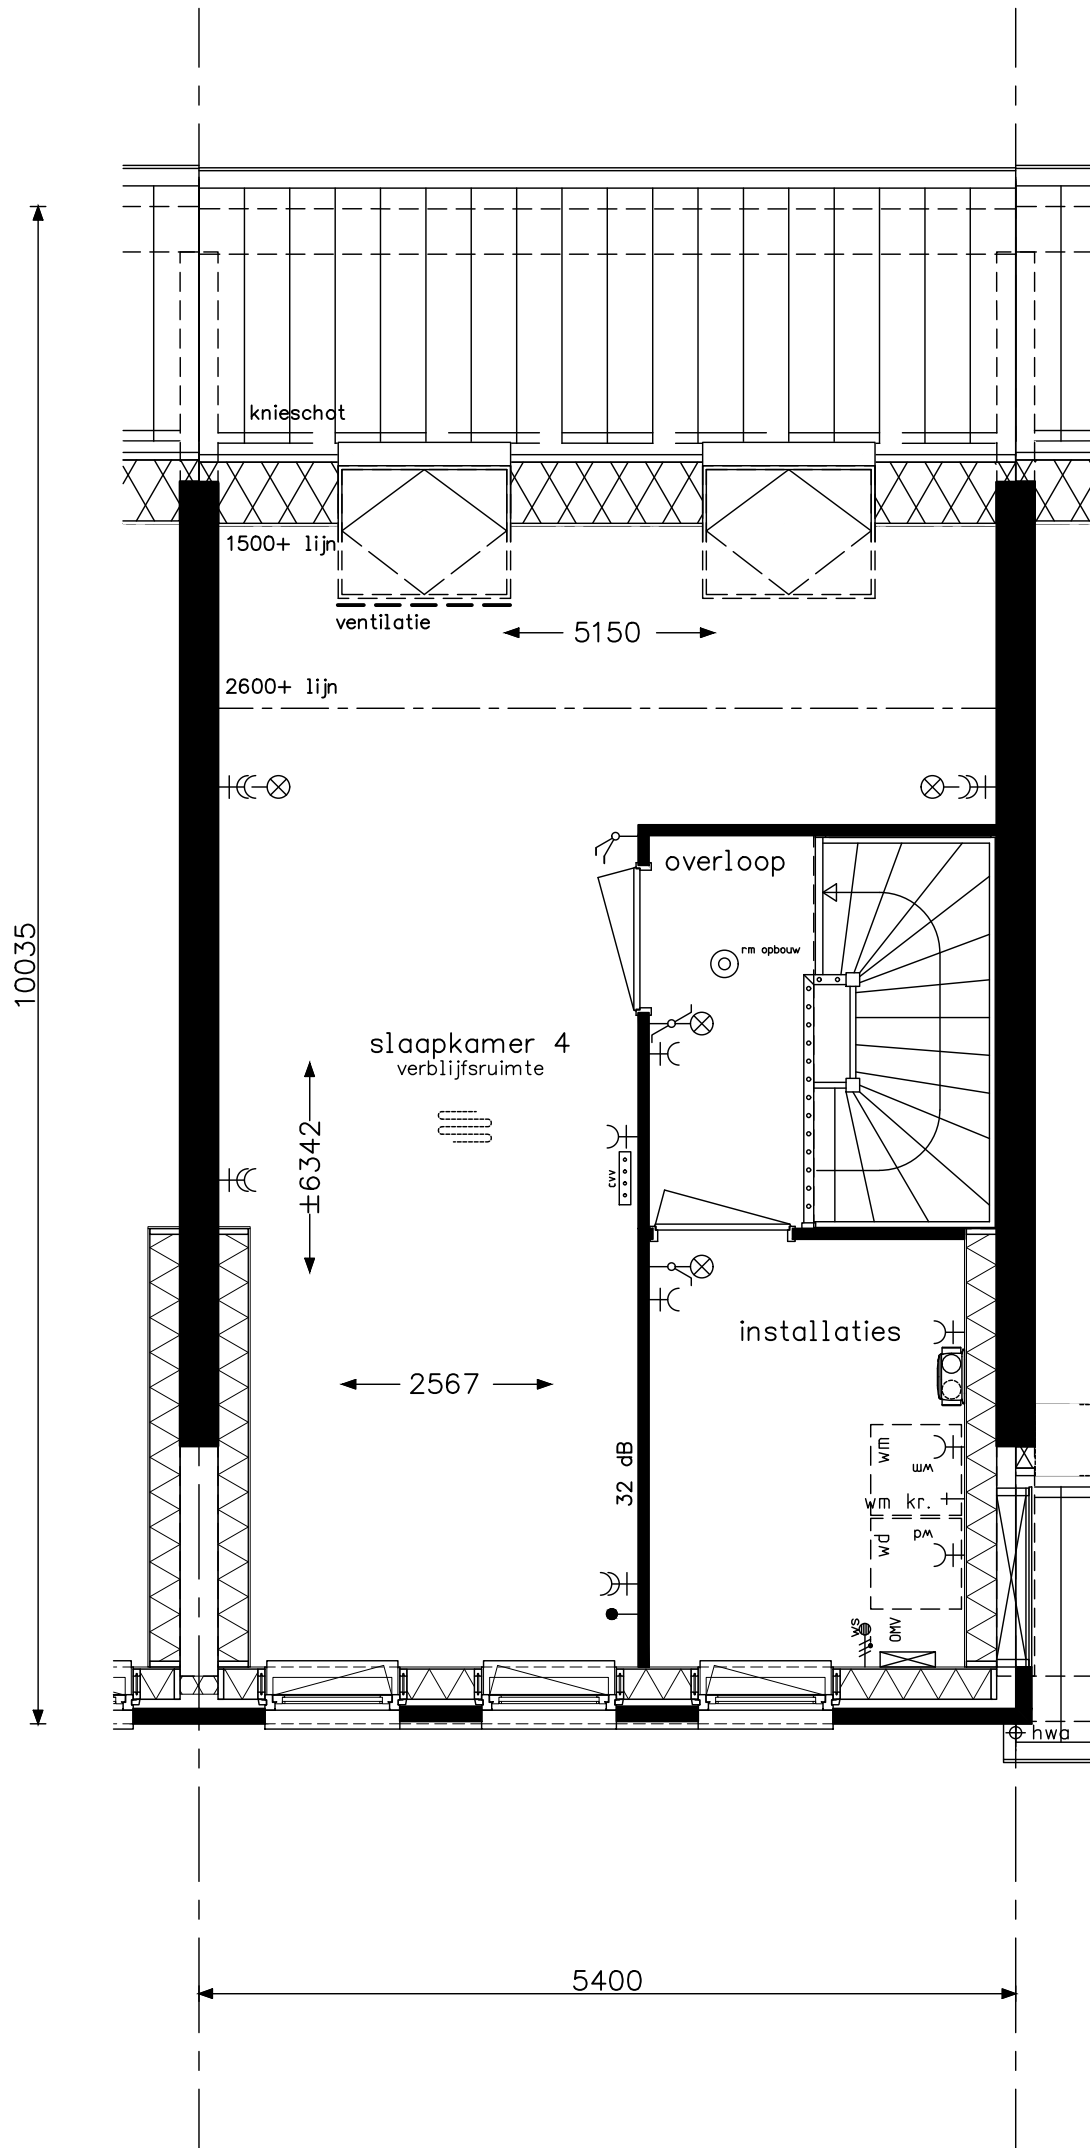 knieschot
1500+ lijn
ventilatie
5150
2600+ lijn
overloop
rm opbouw
10035
slaapkamer 4
verblijfsruimte
±6342
cvv
installaties
2567
32 dB
wm
wm
wm kr.
wd
wd
ws
OMV
hwa
5400